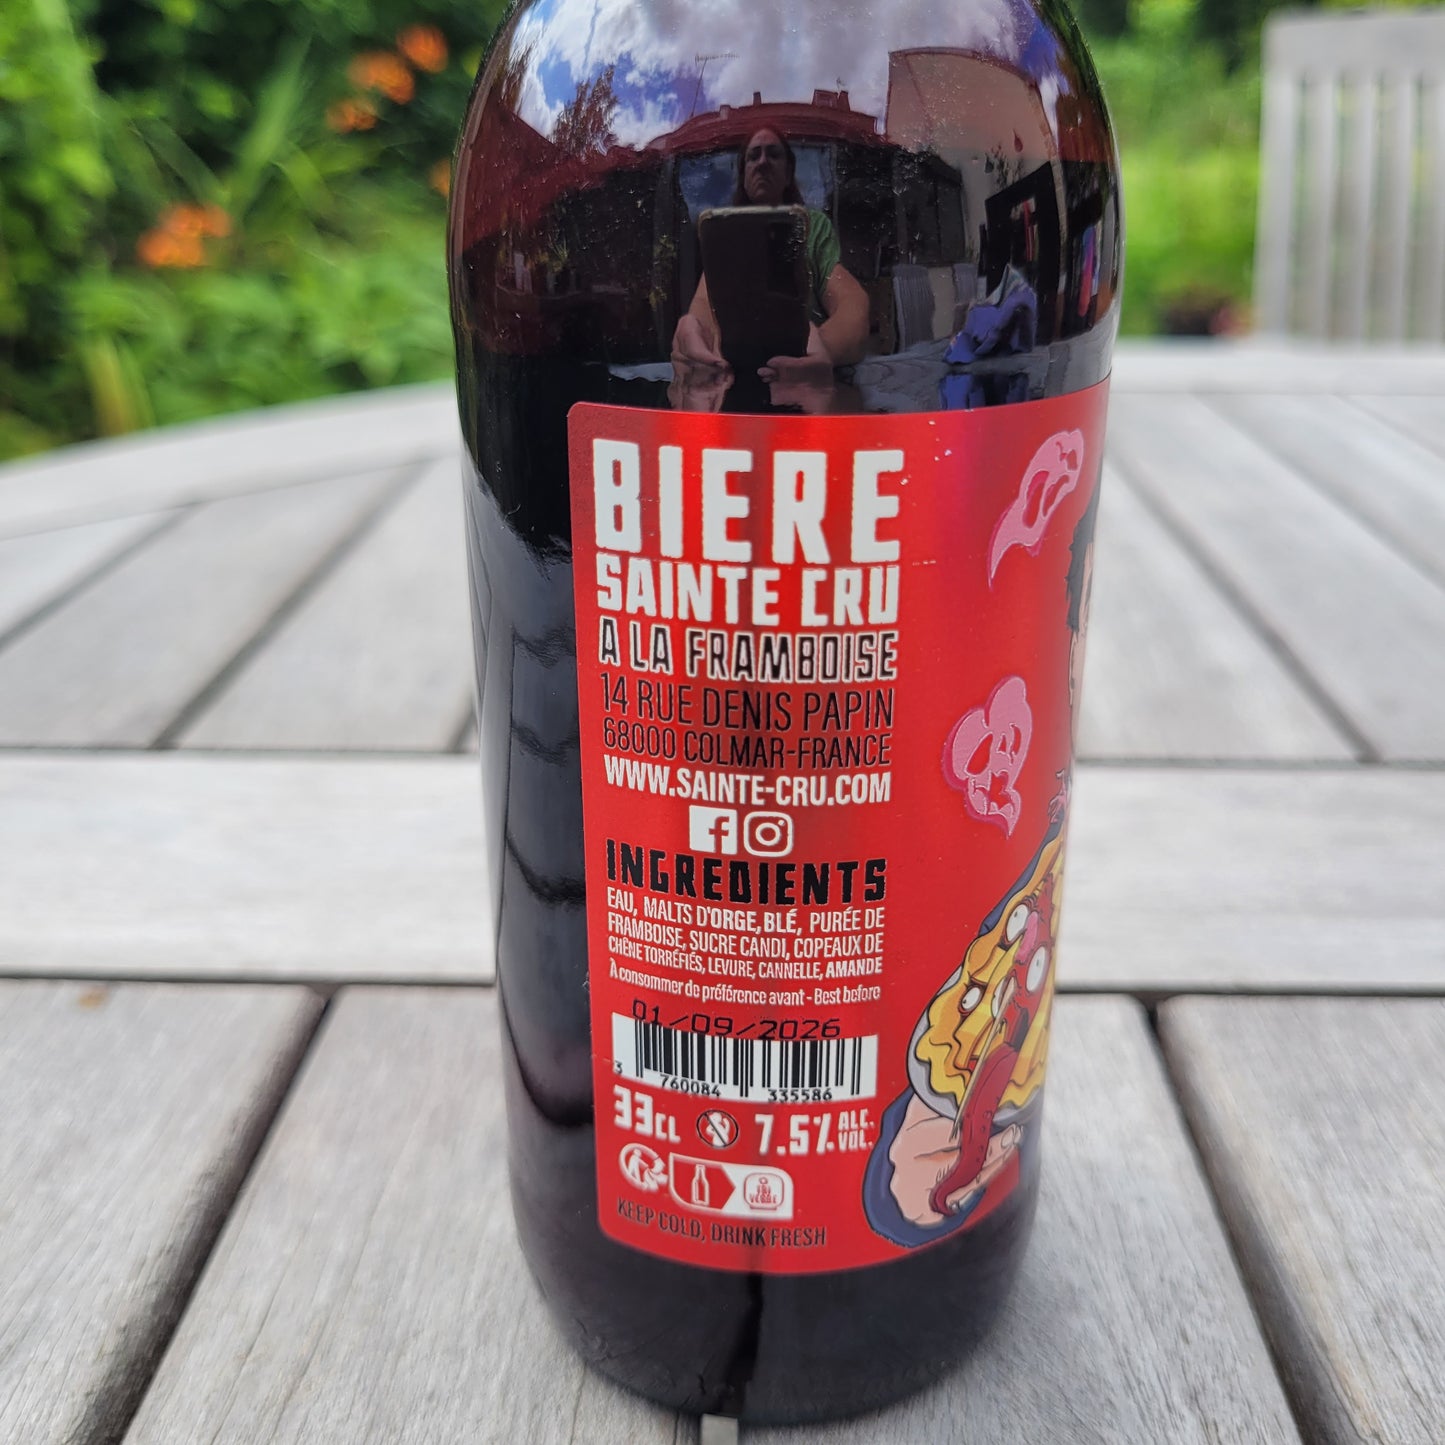 BIERE
SAINTE CRU
A LA FRAMBOISE
14 RUE DENIS PAPIN
68000 COLMAR-FRANCE
WWW.SAINTE-CRU.COM
INGREDIENTS
EAU, MALTS D'ORGE, BLÉ, PURÉE DE
FRAMBOISE, SUCRE CANDI, COPEAUX DE
CHÊNE TORRÉFIÉS, LEVURE, CANNELLE, AMANDE
À consommer de préférence avant - Best before
01/09/2026
3 760084 335586
33CL 7.5% ALC. VOL.
TRI VERRE
KEEP COLD, DRINK FRESH